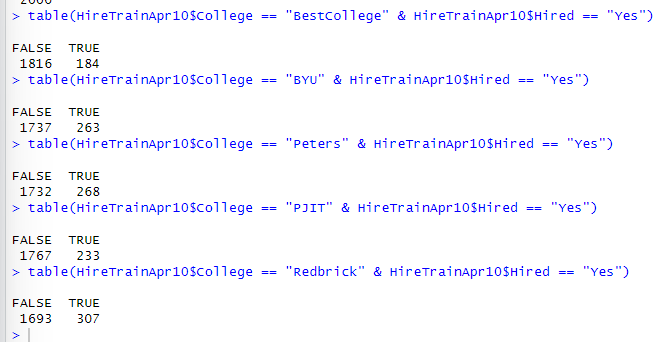 2000
> table(HireTrainApr10$College == "BestCollege" & HireTrainApr10$Hired == "Yes")
FALSE TRUE
1816 184
> table(HireTrainApr10$College == "BYU" & HireTrainApr10$Hired == "Yes")
FALSE TRUE
1737 263
> table(HireTrainApr10$College == "Peters" & HireTrainApr10$Hired == "Yes")
FALSE TRUE
1732 268
> table(HireTrainApr10$College == "PJIT" & HireTrainApr10$Hired == "Yes")
FALSE TRUE
1767 233
> table(HireTrainApr10$College == "Redbrick" & HireTrainApr10$Hired == "Yes")
FALSE TRUE
1693 307
>